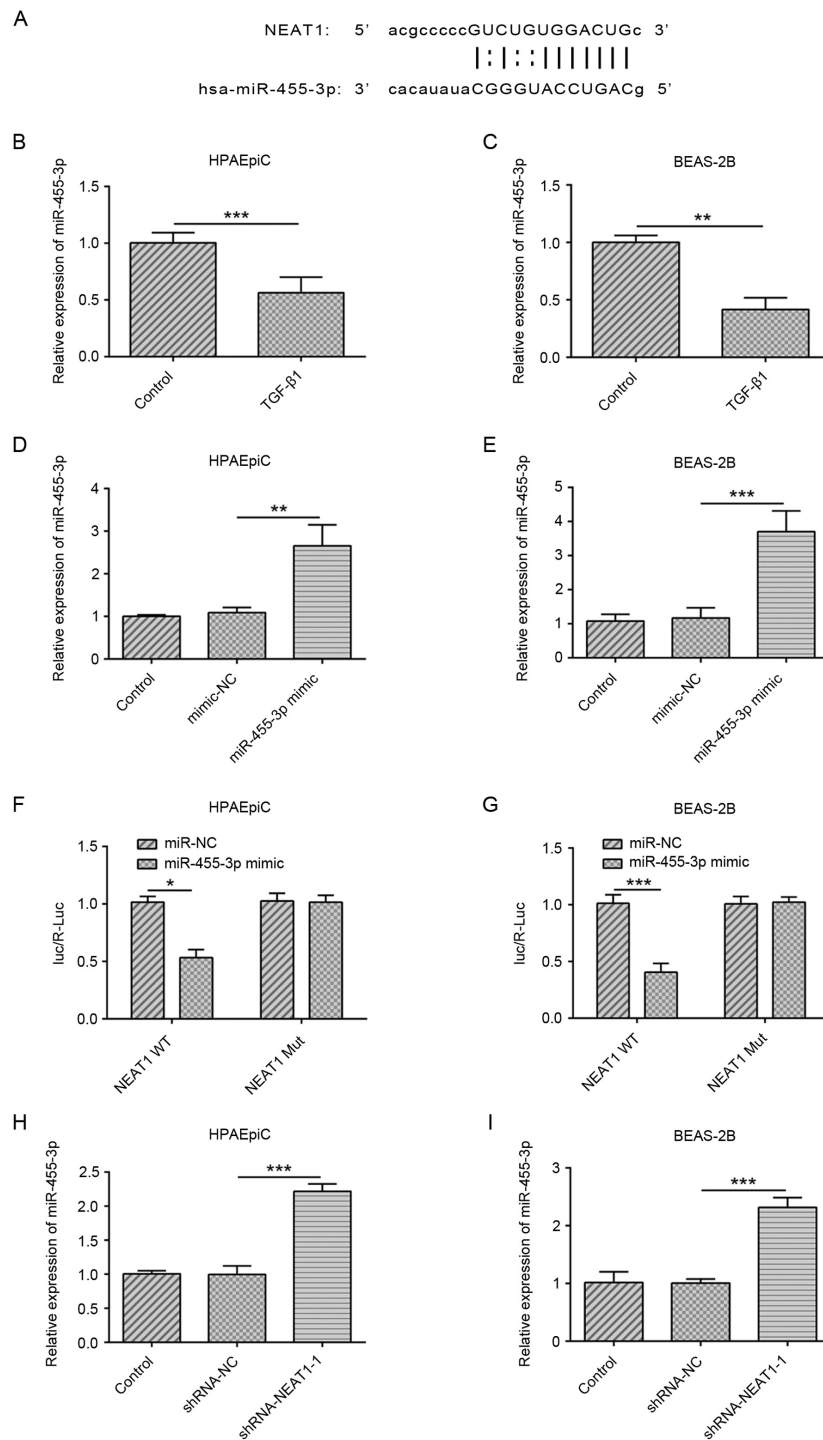 A
NEAT1: 5' acgcccccGUCUGUGGACUGc 3'
hsa-miR-455-3p: 3' cacauauaCGGGUACCUGACg 5'
B
HPAEpiC
Relative expression of miR-455-3p
1.5
1.0
0.5
0.0
***
Control
TGF-β1
C
BEAS-2B
Relative expression of miR-455-3p
1.5
1.0
0.5
0.0
**
Control
TGF-β1
D
HPAEpiC
Relative expression of miR-455-3p
4
3
2
1
0
**
Control
mimic-NC
miR-455-3p mimic
E
BEAS-2B
Relative expression of miR-455-3p
5
4
3
2
1
0
***
Control
mimic-NC
miR-455-3p mimic
F
HPAEpiC
luc/R-Luc
1.5
1.0
0.5
0.0
miR-NC
miR-455-3p mimic
*
NEAT1 WT
NEAT1 Mut
G
BEAS-2B
luc/R-Luc
1.5
1.0
0.5
0.0
miR-NC
miR-455-3p mimic
***
NEAT1 WT
NEAT1 Mut
H
HPAEpiC
Relative expression of miR-455-3p
2.5
2.0
1.5
1.0
0.5
0.0
***
Control
shRNA-NC
shRNA-NEAT1-1
I
BEAS-2B
Relative expression of miR-455-3p
3
2
1
0
***
Control
shRNA-NC
shRNA-NEAT1-1